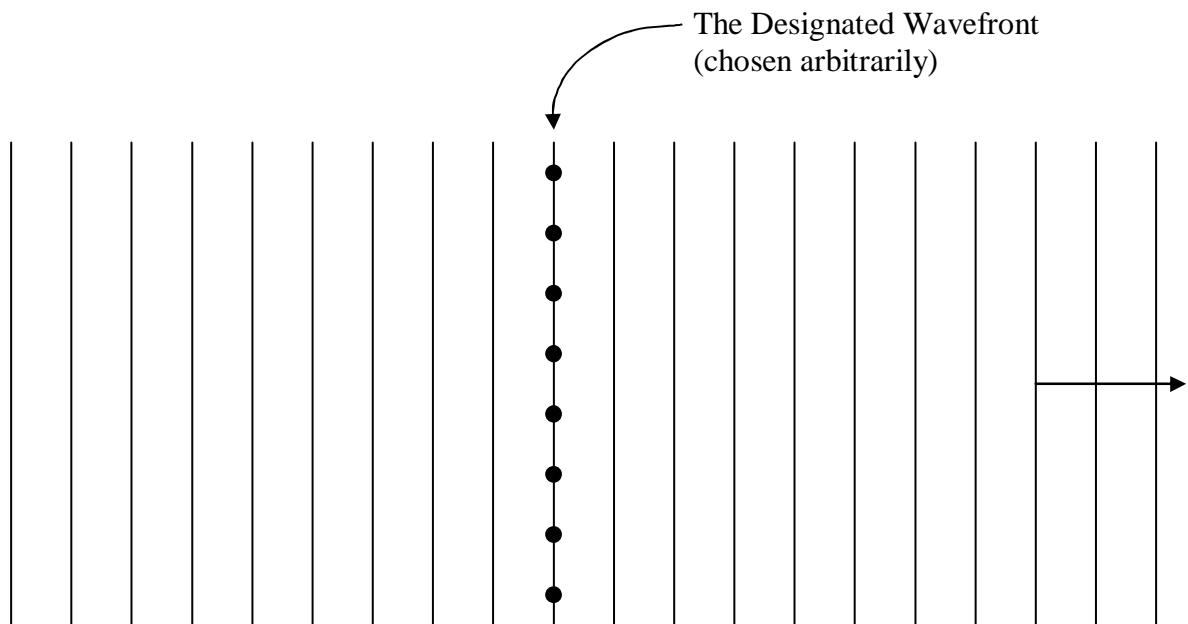 The Designated Wavefront
(chosen arbitrarily)